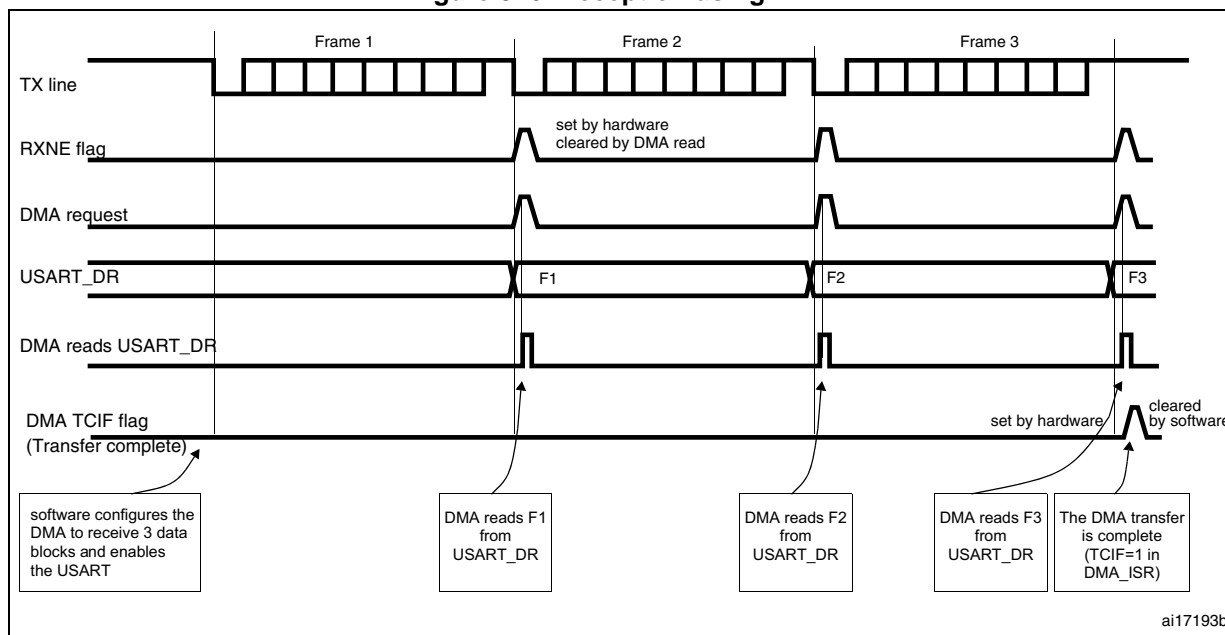 Frame 1
Frame 2
Frame 3
TX line
set by hardware
cleared by DMA read
RXNE flag
DMA request
USART_DR
F1
F2
F3
DMA reads USART_DR
DMA TCIF flag
(Transfer complete)
set by hardware
cleared
by software
software configures the
DMA to receive 3 data
blocks and enables
the USART
DMA reads F1
from
USART_DR
DMA reads F2
from
USART_DR
DMA reads F3
from
USART_DR
The DMA transfer
is complete
(TCIF=1 in
DMA_ISR)
ai17193b